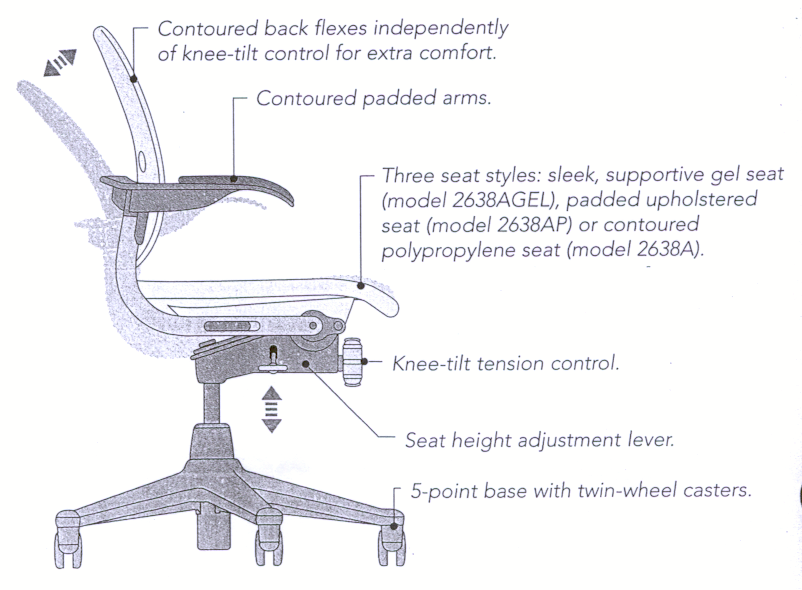 Contoured back flexes independently
of knee-tilt control for extra comfort.
Contoured padded arms.
Three seat styles: sleek, supportive gel seat
(model 2638AGEL), padded upholstered
seat (model 2638AP) or contoured
polypropylene seat (model 2638A).
Knee-tilt tension control.
Seat height adjustment lever.
5-point base with twin-wheel casters.